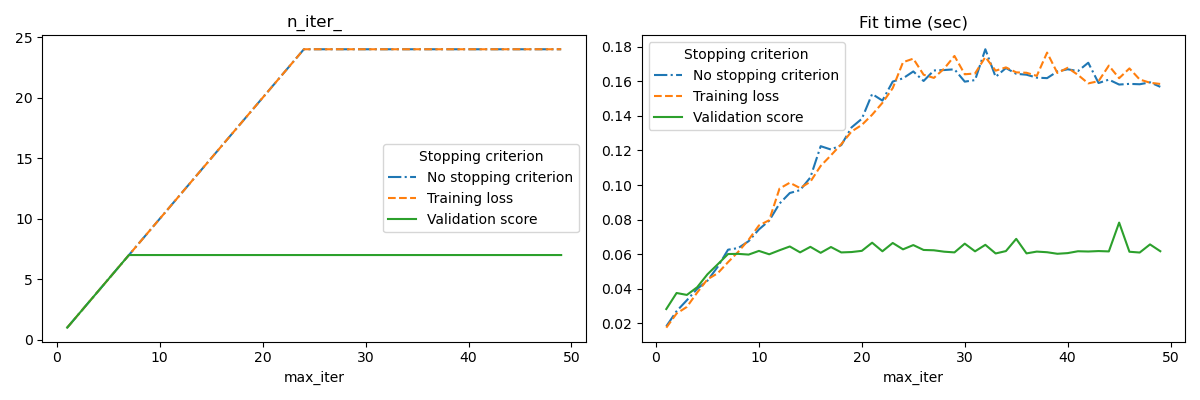 n_iter_
25
20
15
10
5
0
0
10
20
30
40
50
max_iter
Stopping criterion
No stopping criterion
Training loss
Validation score
Fit time (sec)
0.18
0.16
0.14
0.12
0.10
0.08
0.06
0.04
0.02
0
10
20
30
40
50
max_iter
Stopping criterion
No stopping criterion
Training loss
Validation score